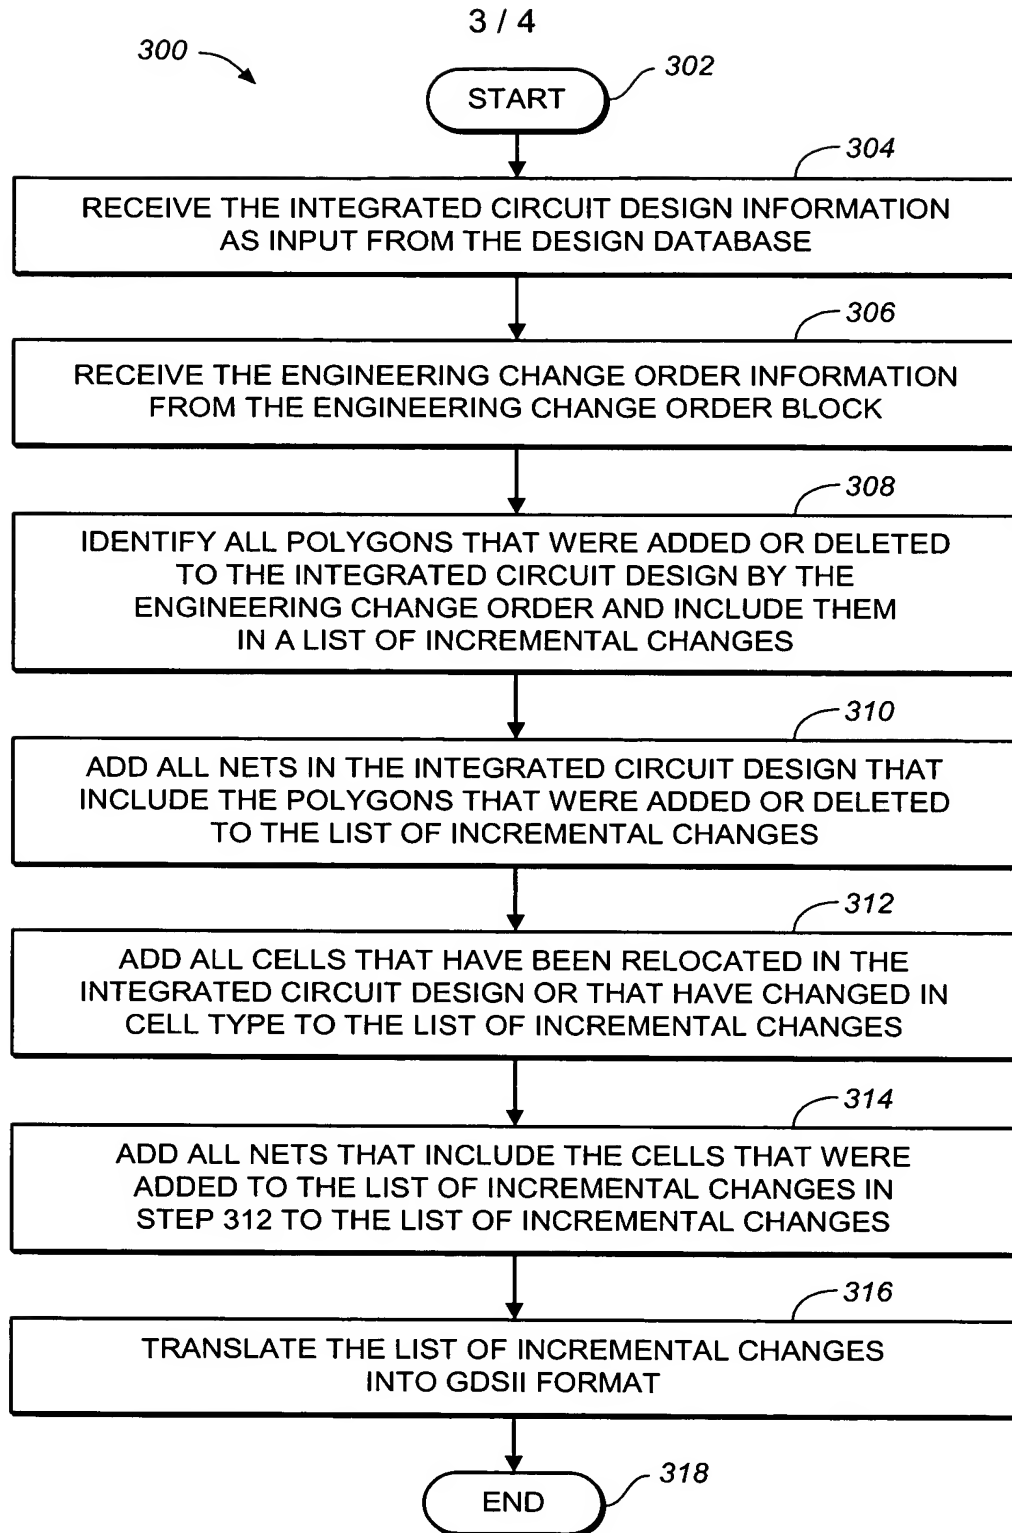 3 / 4
300
302
START
304
RECEIVE THE INTEGRATED CIRCUIT DESIGN INFORMATION
AS INPUT FROM THE DESIGN DATABASE
306
RECEIVE THE ENGINEERING CHANGE ORDER INFORMATION
FROM THE ENGINEERING CHANGE ORDER BLOCK
308
IDENTIFY ALL POLYGONS THAT WERE ADDED OR DELETED
TO THE INTEGRATED CIRCUIT DESIGN BY THE
ENGINEERING CHANGE ORDER AND INCLUDE THEM
IN A LIST OF INCREMENTAL CHANGES
310
ADD ALL NETS IN THE INTEGRATED CIRCUIT DESIGN THAT
INCLUDE THE POLYGONS THAT WERE ADDED OR DELETED
TO THE LIST OF INCREMENTAL CHANGES
312
ADD ALL CELLS THAT HAVE BEEN RELOCATED IN THE
INTEGRATED CIRCUIT DESIGN OR THAT HAVE CHANGED IN
CELL TYPE TO THE LIST OF INCREMENTAL CHANGES
314
ADD ALL NETS THAT INCLUDE THE CELLS THAT WERE
ADDED TO THE LIST OF INCREMENTAL CHANGES IN
STEP 312 TO THE LIST OF INCREMENTAL CHANGES
316
TRANSLATE THE LIST OF INCREMENTAL CHANGES
INTO GDSII FORMAT
318
END